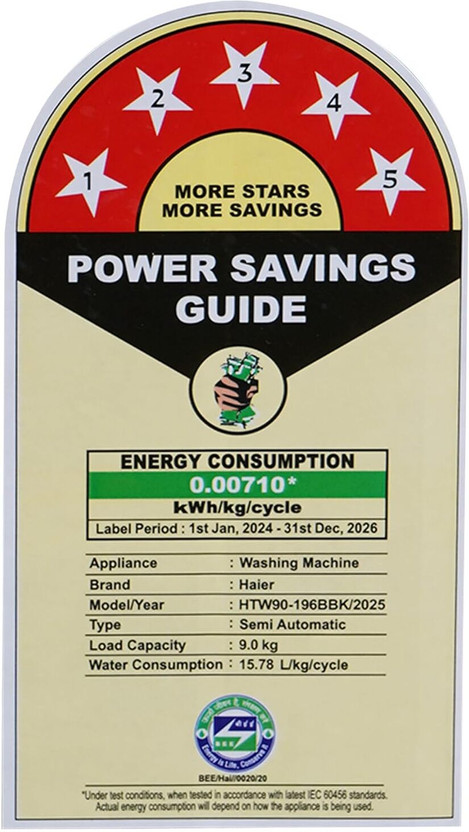 1
2
3
4
5
MORE STARS
MORE SAVINGS
POWER SAVINGS
GUIDE
ENERGY CONSUMPTION
0.00710*
kWh/kg/cycle
Label Period : 1st Jan, 2024 - 31st Dec, 2026
Appliance : Washing Machine
Brand : Haier
Model/Year : HTW90-196BBK/2025
Type : Semi Automatic
Load Capacity : 9.0 kg
Water Consumption : 15.78 L/kg/cycle
BEE
Energy is Life, Conserve it
BEE/Hai//0020/20
*Under test conditions, when tested in accordance with latest IEC 60456 standards.
Actual energy consumption will depend on how the appliance is being used.